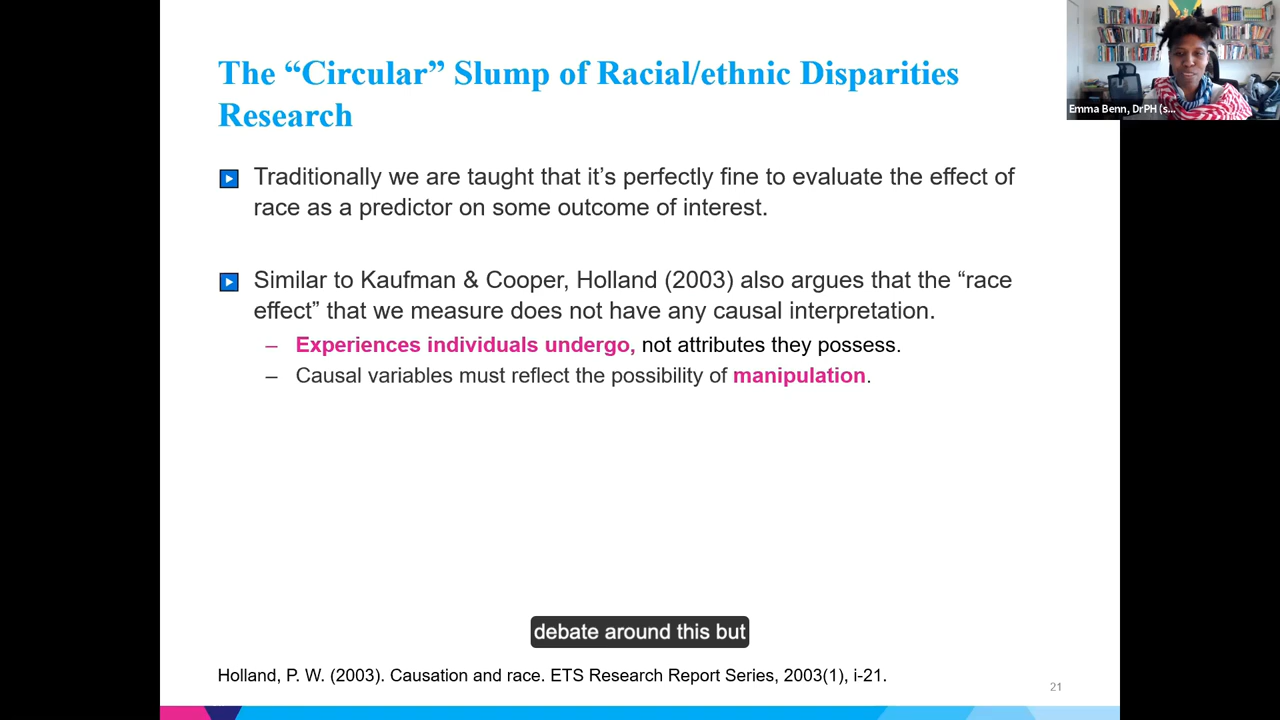 The “Circular” Slump of Racial/ethnic Disparities
Research
Emma Benn, DrPH (s...
Traditionally we are taught that it’s perfectly fine to evaluate the effect of
race as a predictor on some outcome of interest.
Similar to Kaufman & Cooper, Holland (2003) also argues that the “race
effect” that we measure does not have any causal interpretation.
– Experiences individuals undergo, not attributes they possess.
– Causal variables must reflect the possibility of manipulation.
debate around this but
Holland, P. W. (2003). Causation and race. ETS Research Report Series, 2003(1), i-21.
21